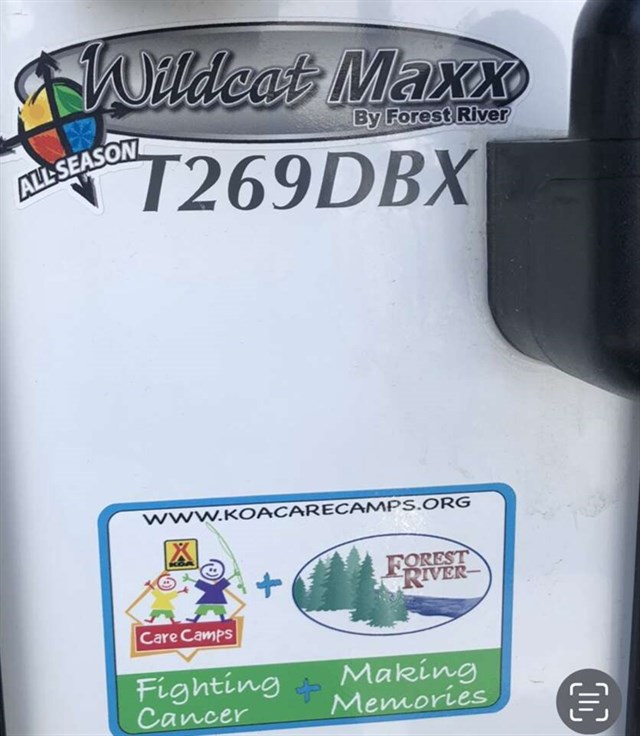 Wildcat Maxx
By Forest River
ALL-SEASON
T269DBX
WWW.KOACARECAMPS.ORG
KOA
Care Camps
+
FOREST
RIVER
Fighting + Making
Cancer Memories